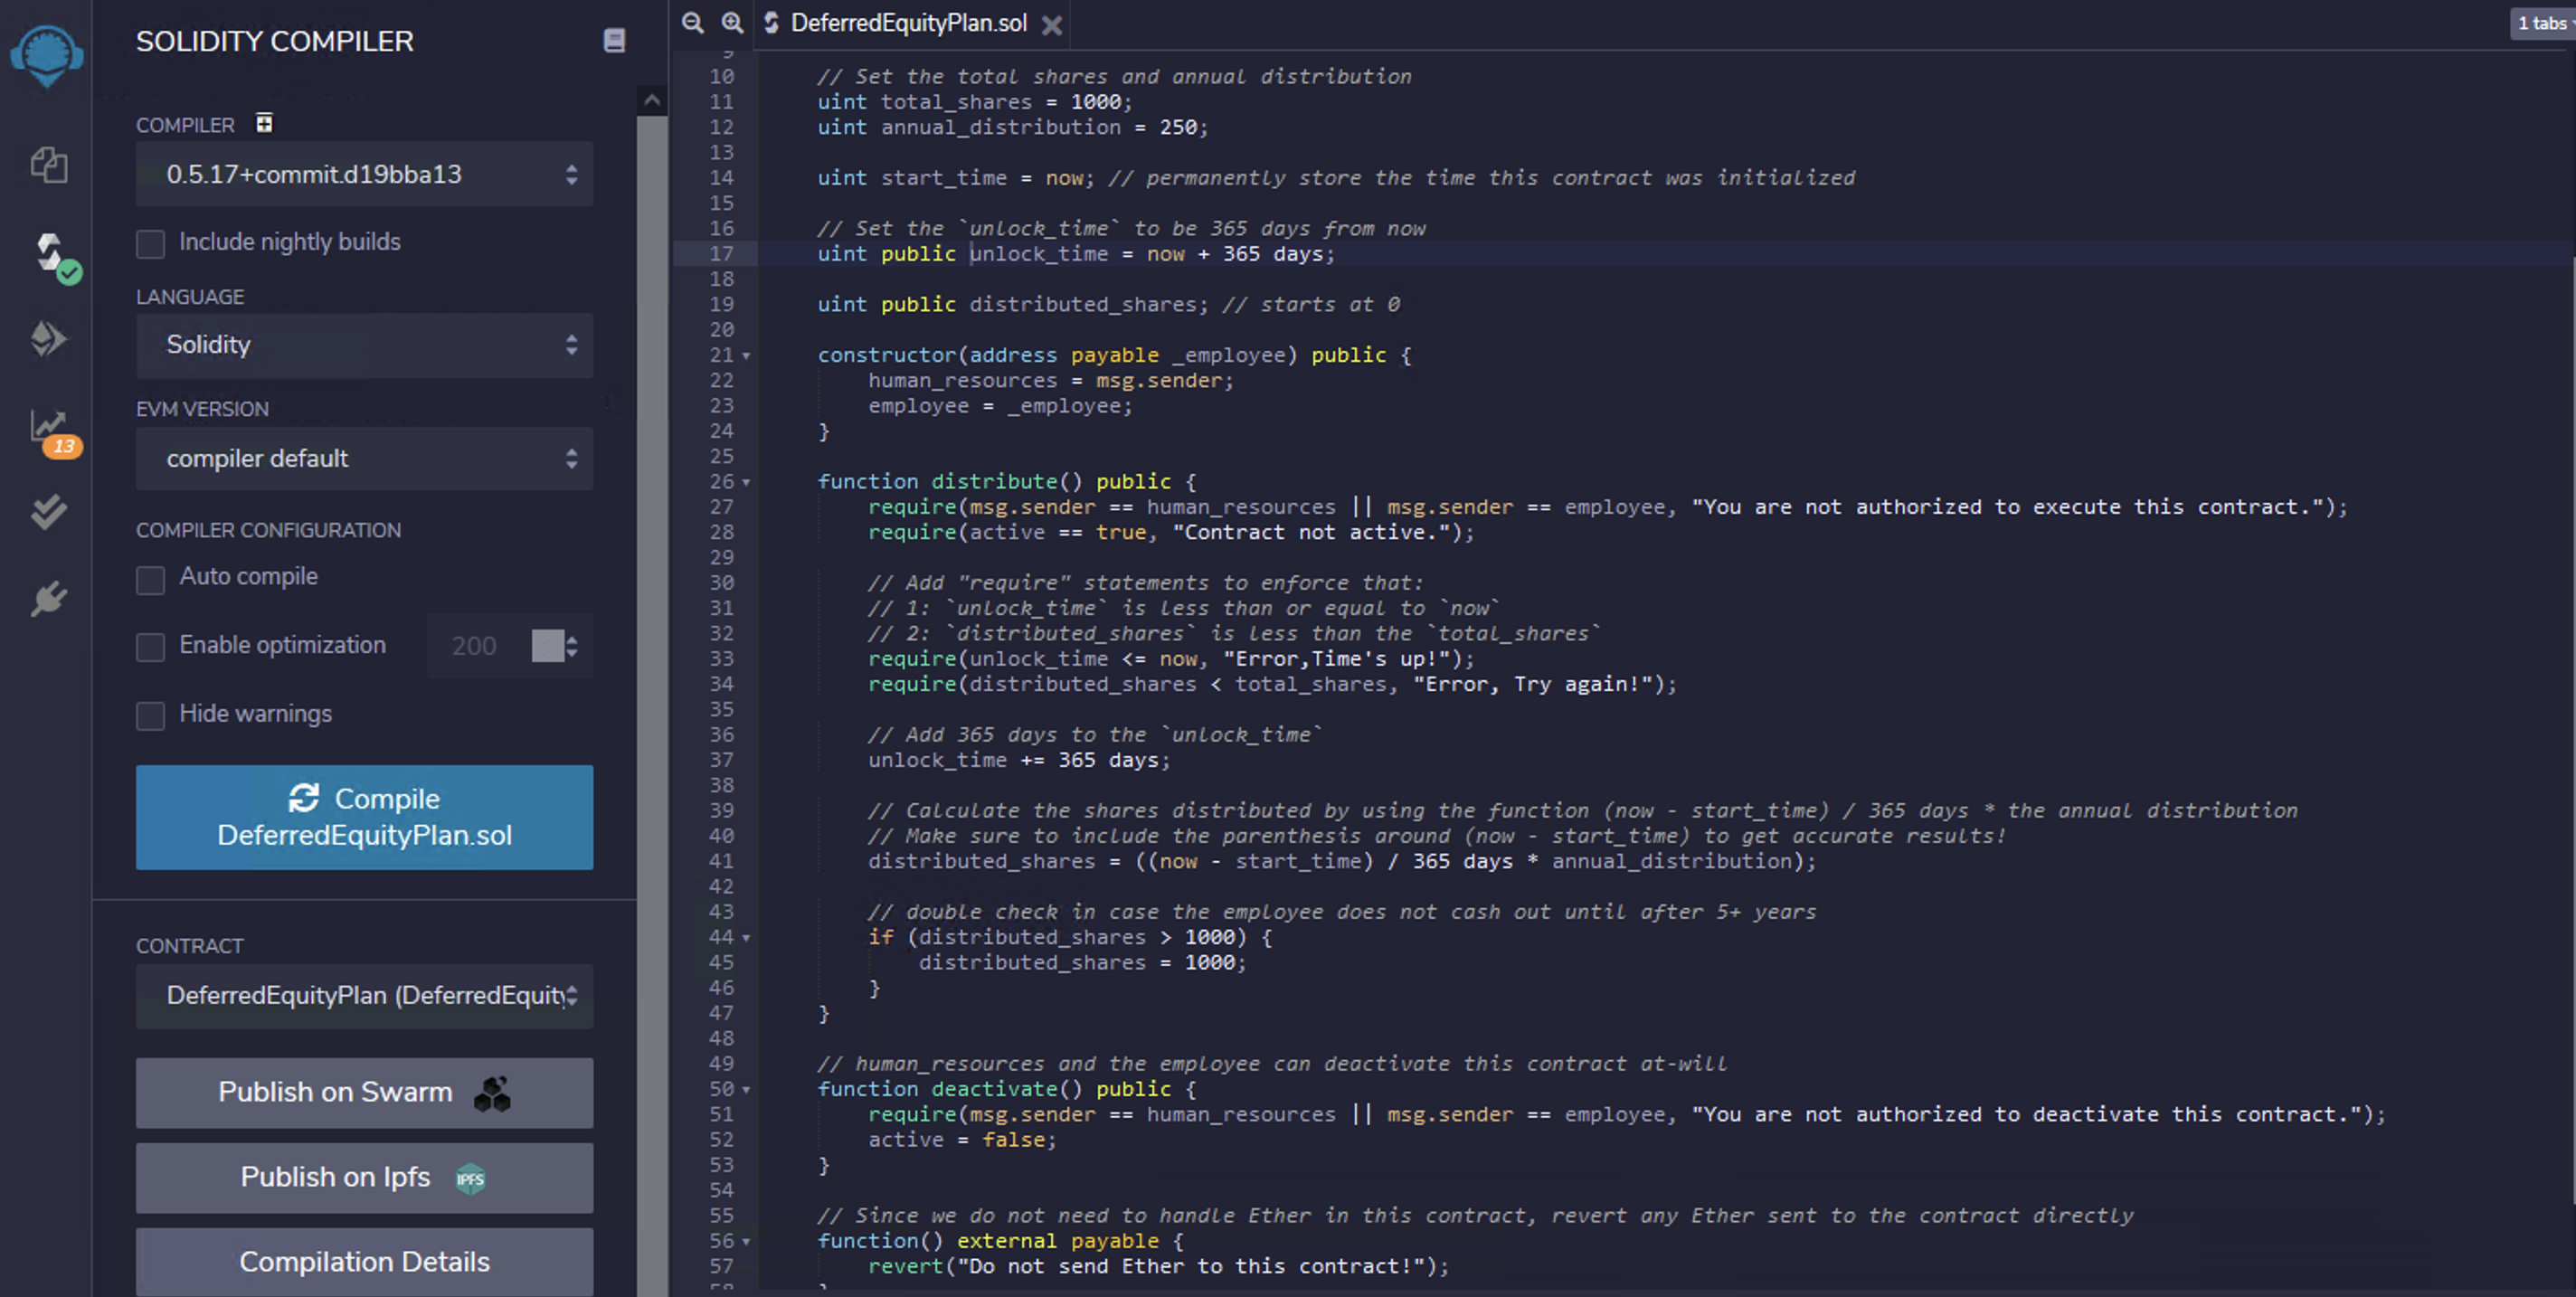 SOLIDITY COMPILER
COMPILER
0.5.17+commit.d19bba13
Include nightly builds
LANGUAGE
Solidity
EVM VERSION
compiler default
COMPILER CONFIGURATION
Auto compile
Enable optimization 200
Hide warnings
Compile
DeferredEquityPlan.sol
CONTRACT
DeferredEquityPlan (DeferredEquity
Publish on Swarm
Publish on Ipfs IPFS
Compilation Details
13
DeferredEquityPlan.sol
1 tabs
9
10 // Set the total shares and annual distribution
11 uint total_shares = 1000;
12 uint annual_distribution = 250;
13
14 uint start_time = now; // permanently store the time this contract was initialized
15
16 // Set the `unlock_time` to be 365 days from now
17 uint public unlock_time = now + 365 days;
18
19 uint public distributed_shares; // starts at 0
20
21 constructor(address payable _employee) public {
22 human_resources = msg.sender;
23 employee = _employee;
24 }
25
26 function distribute() public {
27 require(msg.sender == human_resources || msg.sender == employee, "You are not authorized to execute this contract.");
28 require(active == true, "Contract not active.");
29
30 // Add "require" statements to enforce that:
31 // 1: `unlock_time` is less than or equal to `now`
32 // 2: `distributed_shares` is less than the `total_shares`
33 require(unlock_time <= now, "Error,Time's up!");
34 require(distributed_shares < total_shares, "Error, Try again!");
35
36 // Add 365 days to the `unlock_time`
37 unlock_time += 365 days;
38
39 // Calculate the shares distributed by using the function (now - start_time) / 365 days * the annual distribution
40 // Make sure to include the parenthesis around (now - start_time) to get accurate results!
41 distributed_shares = ((now - start_time) / 365 days * annual_distribution);
42
43 // double check in case the employee does not cash out until after 5+ years
44 if (distributed_shares > 1000) {
45 distributed_shares = 1000;
46 }
47 }
48
49 // human_resources and the employee can deactivate this contract at-will
50 function deactivate() public {
51 require(msg.sender == human_resources || msg.sender == employee, "You are not authorized to deactivate this contract.");
52 active = false;
53 }
54
55 // Since we do not need to handle Ether in this contract, revert any Ether sent to the contract directly
56 function() external payable {
57 revert("Do not send Ether to this contract!");
58 }